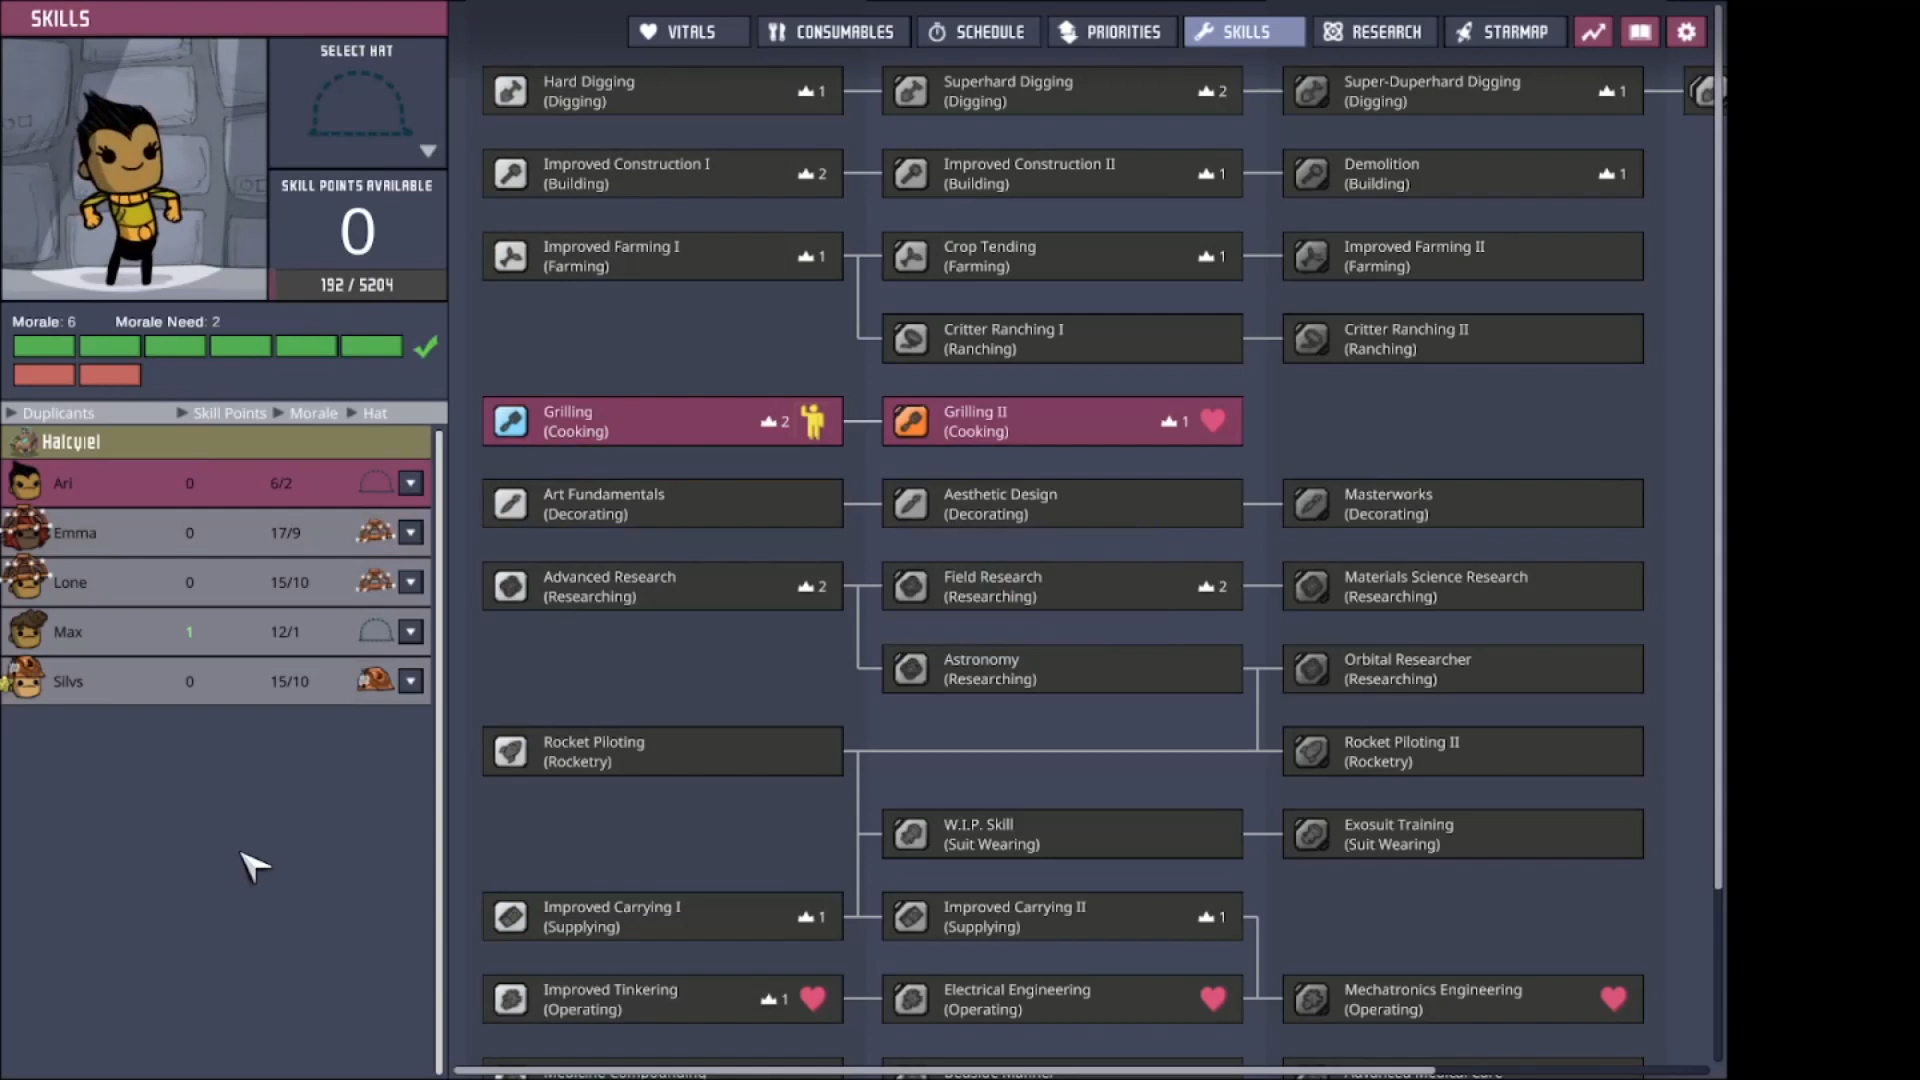 SKILLS
VITALS
CONSUMABLES
SCHEDULE
PRIORITIES
SKILLS
RESEARCH
STARMAP
SELECT HAT
SKILL POINTS AVAILABLE
0
192 / 5204
Morale: 6 Morale Need: 2
Duplicants Skill Points Morale Hat
Halcyiel
Ari 0 6/2
Emma 0 17/9
Lone 0 15/10
Max 1 12/1
Silvs 0 15/10
Hard Digging
(Digging)
1
Superhard Digging
(Digging)
2
Super-Duperhard Digging
(Digging)
1
Improved Construction I
(Building)
2
Improved Construction II
(Building)
1
Demolition
(Building)
1
Improved Farming I
(Farming)
1
Crop Tending
(Farming)
1
Improved Farming II
(Farming)
Critter Ranching I
(Ranching)
Critter Ranching II
(Ranching)
Grilling
(Cooking)
2
Grilling II
(Cooking)
1
Art Fundamentals
(Decorating)
Aesthetic Design
(Decorating)
Masterworks
(Decorating)
Advanced Research
(Researching)
2
Field Research
(Researching)
2
Materials Science Research
(Researching)
Astronomy
(Researching)
Orbital Researcher
(Researching)
Rocket Piloting
(Rocketry)
Rocket Piloting II
(Rocketry)
W.I.P. Skill
(Suit Wearing)
Exosuit Training
(Suit Wearing)
Improved Carrying I
(Supplying)
1
Improved Carrying II
(Supplying)
1
Improved Tinkering
(Operating)
1
Electrical Engineering
(Operating)
Mechatronics Engineering
(Operating)
Medicine Compounding
Bedside Manner
Advanced Medical Care